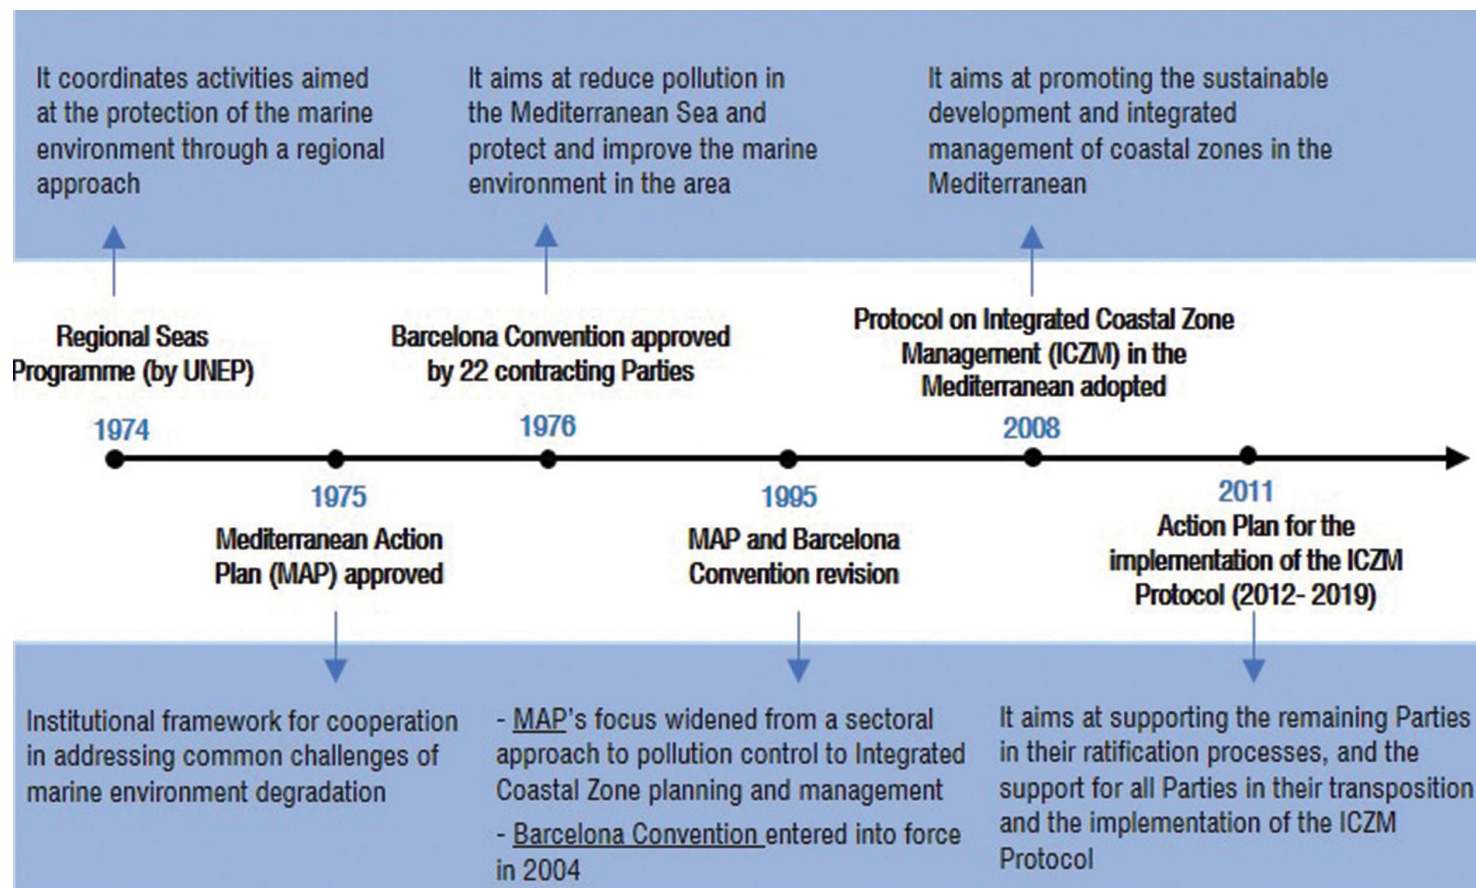 It coordinates activities aimed
at the protection of the marine
environment through a regional
approach
It aims at reduce pollution in
the Mediterranean Sea and
protect and improve the marine
environment in the area
It aims at promoting the sustainable
development and integrated
management of coastal zones in the
Mediterranean
Regional Seas
Programme (by UNEP)
1974
Barcelona Convention approved
by 22 contracting Parties
1976
Protocol on Integrated Coastal Zone
Management (ICZM) in the
Mediterranean adopted
2008
1975
Mediterranean Action
Plan (MAP) approved
1995
MAP and Barcelona
Convention revision
2011
Action Plan for the
implementation of the ICZM
Protocol (2012- 2019)
Institutional framework for cooperation
in addressing common challenges of
marine environment degradation
- MAP's focus widened from a sectoral
approach to pollution control to Integrated
Coastal Zone planning and management
- Barcelona Convention entered into force
in 2004
It aims at supporting the remaining Parties
in their ratification processes, and the
support for all Parties in their transposition
and the implementation of the ICZM
Protocol